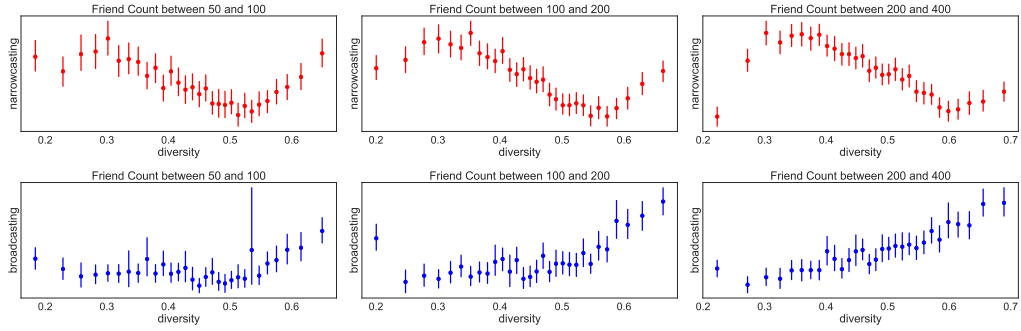 Friend Count between 50 and 100
Friend Count between 100 and 200
Friend Count between 200 and 400
narrowcasting
narrowcasting
narrowcasting
0.2 0.3 0.4 0.5 0.6
0.2 0.3 0.4 0.5 0.6
0.2 0.3 0.4 0.5 0.6 0.7
diversity
diversity
diversity
Friend Count between 50 and 100
Friend Count between 100 and 200
Friend Count between 200 and 400
broadcasting
broadcasting
broadcasting
0.2 0.3 0.4 0.5 0.6
0.2 0.3 0.4 0.5 0.6
0.2 0.3 0.4 0.5 0.6 0.7
diversity
diversity
diversity